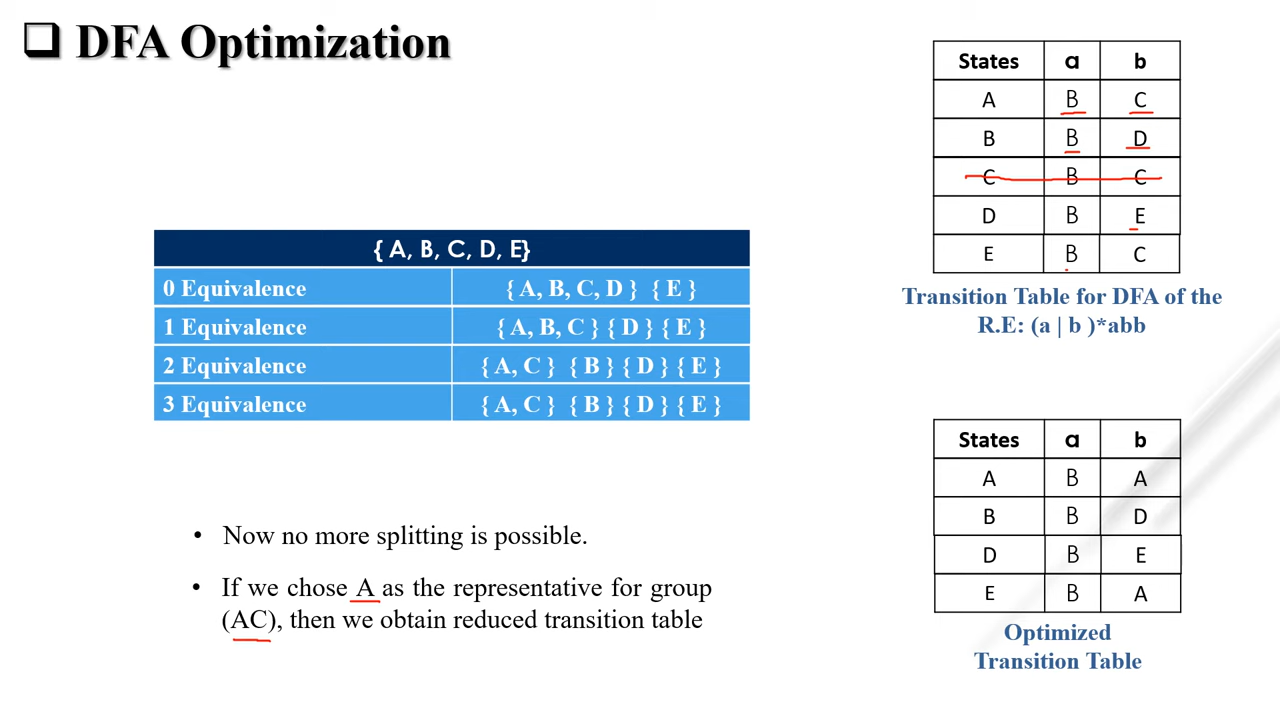 DFA Optimization
{ A, B, C, D, E}
0 Equivalence { A, B, C, D } { E }
1 Equivalence { A, B, C } { D } { E }
2 Equivalence { A, C } { B } { D } { E }
3 Equivalence { A, C } { B } { D } { E }
• Now no more splitting is possible.
• If we chose A as the representative for group
(AC), then we obtain reduced transition table
States a b
A B C
B B D
C B C
D B E
E B C
Transition Table for DFA of the
R.E: (a | b )*abb
States a b
A B A
B B D
D B E
E B A
Optimized
Transition Table